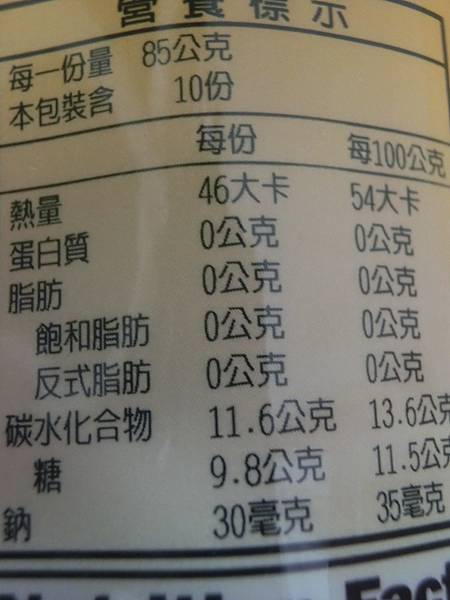 營養標示
每一份量 85公克
本包裝含 10份
每份 每100公克
熱量 46大卡 54大卡
蛋白質 0公克 0公克
脂肪 0公克 0公克
飽和脂肪 0公克 0公克
反式脂肪 0公克 0公克
碳水化合物 11.6公克 13.6公克
糖 9.8公克 11.5公克
鈉 30毫克 35毫克